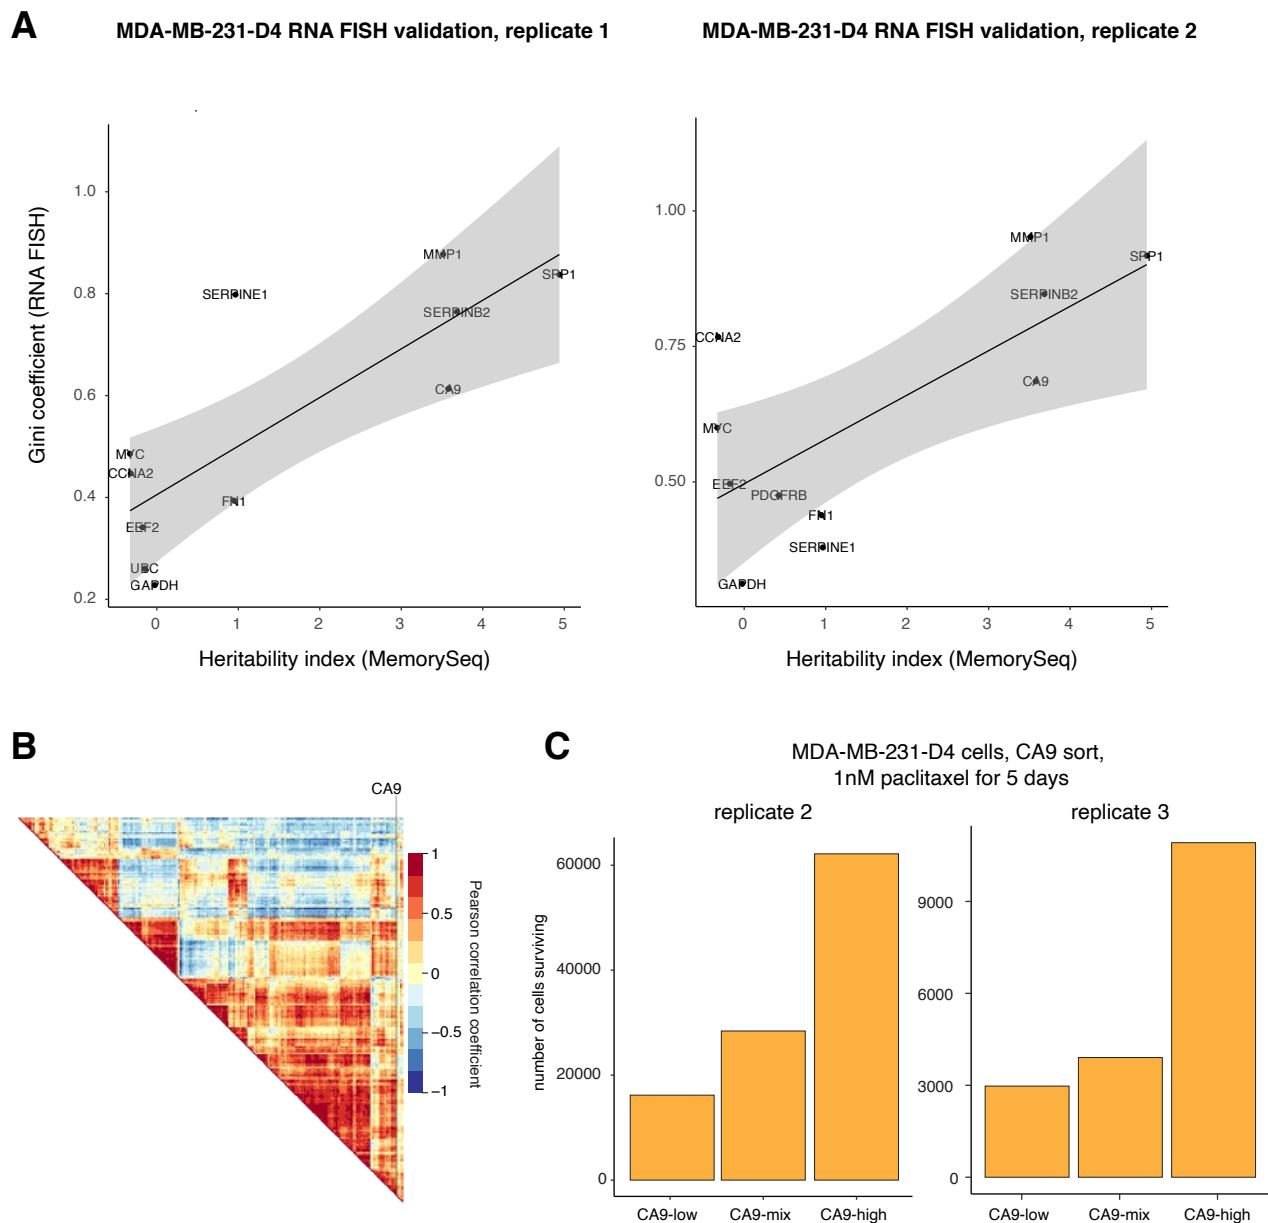 A
MDA-MB-231-D4 RNA FISH validation, replicate 1
MDA-MB-231-D4 RNA FISH validation, replicate 2
Gini coefficient (RNA FISH)
1.0
0.8
0.6
0.4
0.2
MMP1
SRP1
SERPINE1
SERPINB2
CA9
MYC
CCNA2
FN1
EEF2
UBC
GAPDH
0 1 2 3 4 5
Heritability index (MemorySeq)
1.00
0.75
0.50
MMP1
SRP1
SERPINB2
CCNA2
CA9
MYC
EEF2
PDGFRB
FN1
SERPINE1
GAPDH
0 1 2 3 4 5
Heritability index (MemorySeq)
B
CA9
1
0.5
0
−0.5
−1
Pearson correlation coefficient
C
MDA-MB-231-D4 cells, CA9 sort,
1nM paclitaxel for 5 days
replicate 2
number of cells surviving
60000
40000
20000
0
CA9-low CA9-mix CA9-high
replicate 3
9000
6000
3000
0
CA9-low CA9-mix CA9-high